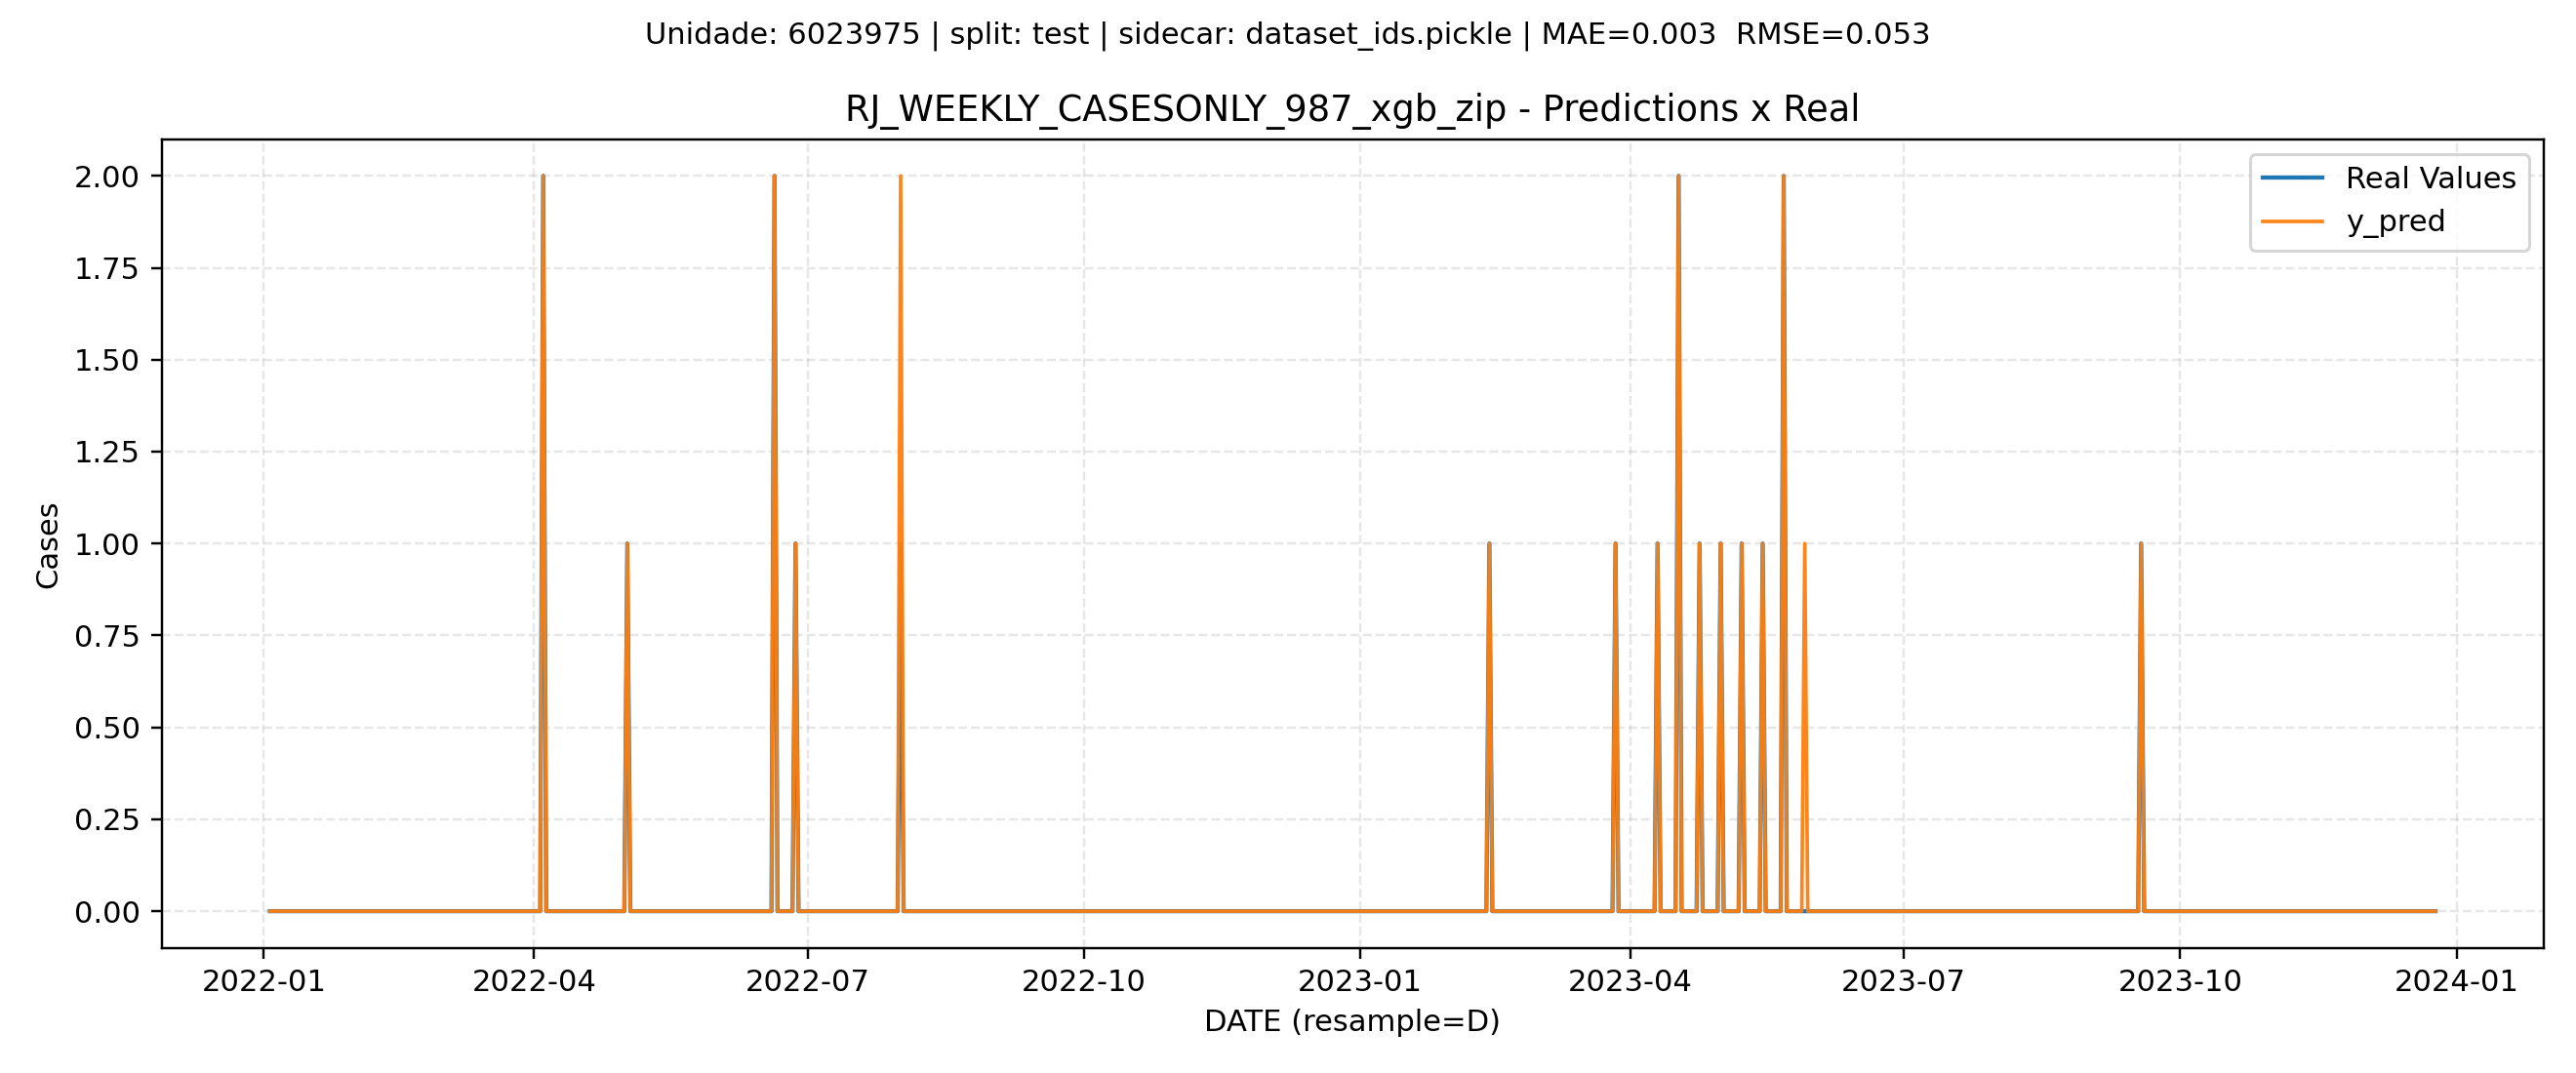 Unidade: 6023975 | split: test | sidecar: dataset_ids.pickle | MAE=0.003  RMSE=0.053
RJ_WEEKLY_CASESONLY_987_xgb_zip - Predictions x Real
Real Values
y_pred
2.00
1.75
1.50
1.25
1.00
0.75
0.50
0.25
0.00
Cases
2022-01 2022-04 2022-07 2022-10 2023-01 2023-04 2023-07 2023-10 2024-01
DATE (resample=D)